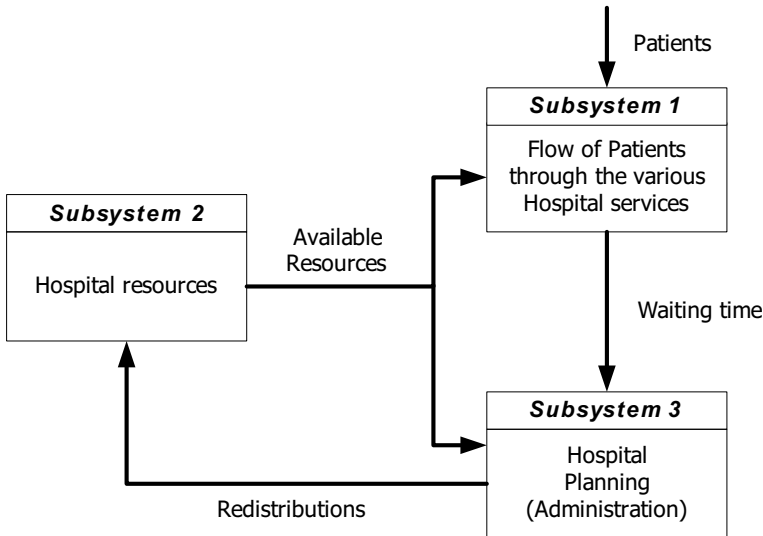 Patients
Subsystem 1
Flow of Patients
through the various
Hospital services
Subsystem 2
Hospital resources
Available
Resources
Waiting time
Subsystem 3
Hospital
Planning
(Administration)
Redistributions